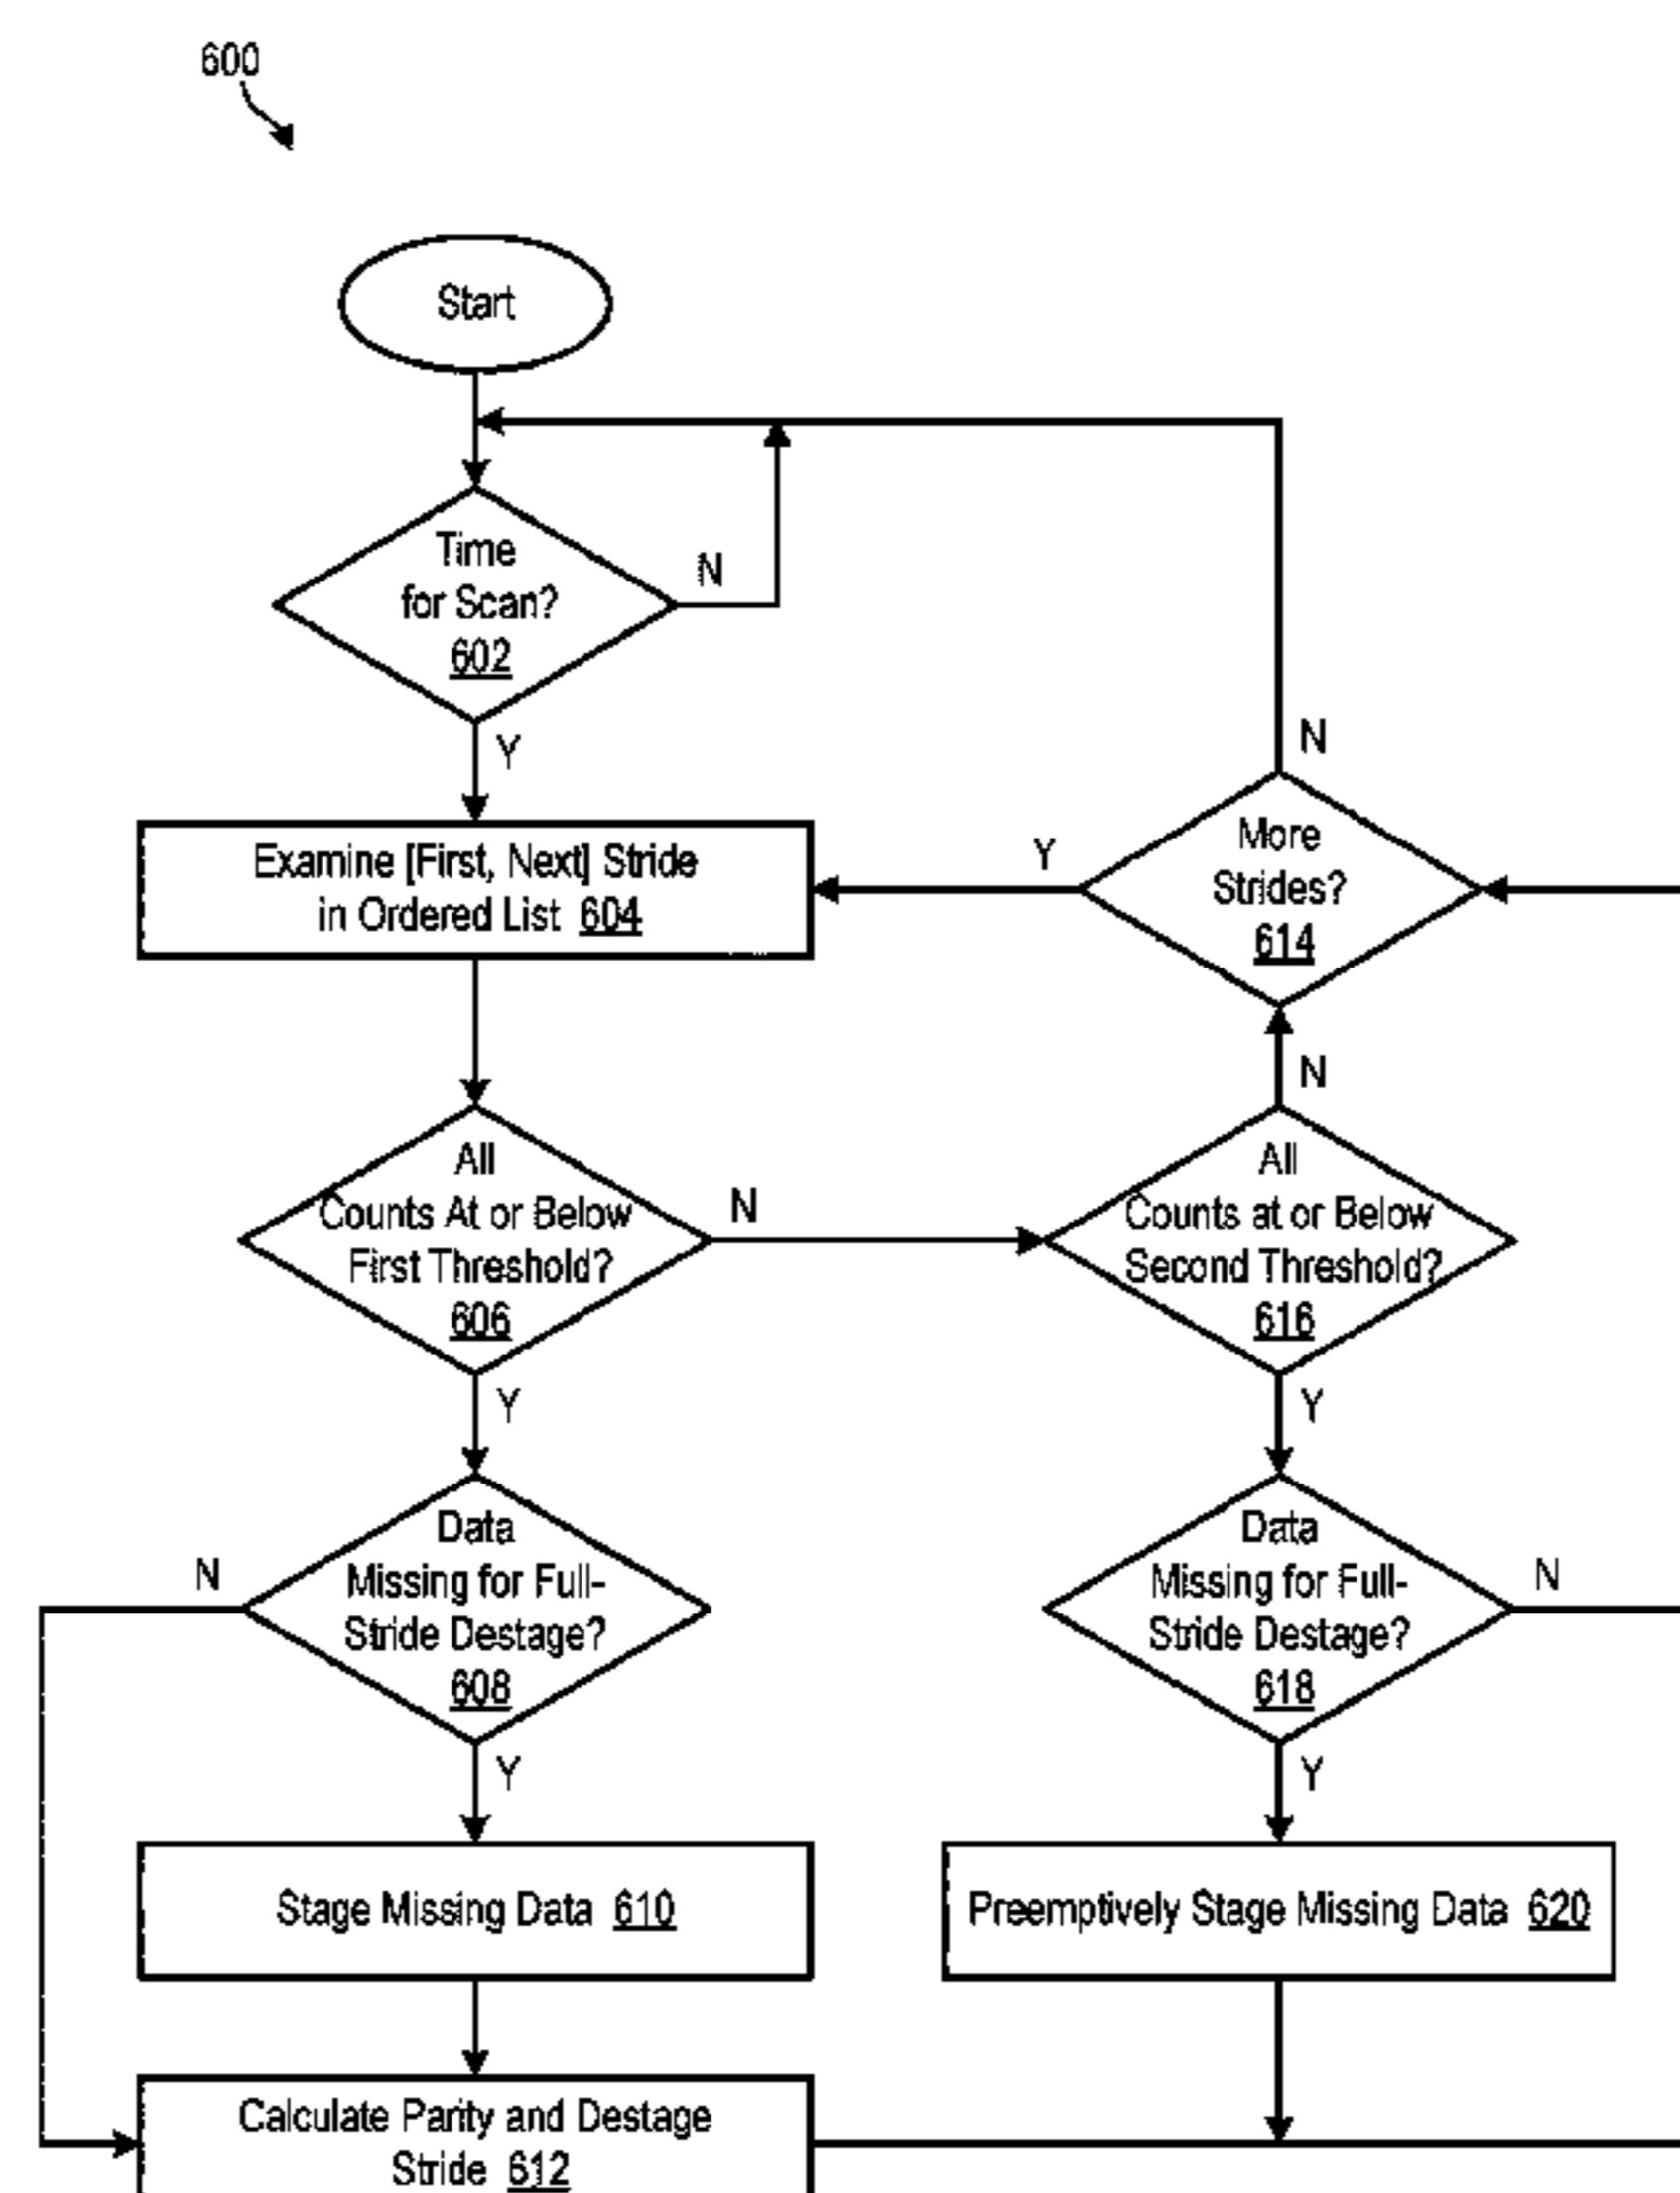 600
Start
Time
for Scan?
602
N
Y
Examine [First, Next] Stride
in Ordered List 604
Y
More
Strides?
614
N
All
Counts At or Below
First Threshold?
606
N
Y
All
Counts at or Below
Second Threshold?
616
N
Y
Data
Missing for Full-
Stride Destage?
608
N
Y
Data
Missing for Full-
Stride Destage?
618
N
Y
Stage Missing Data 610
Preemptively Stage Missing Data 620
Calculate Parity and Destage
Stride 612